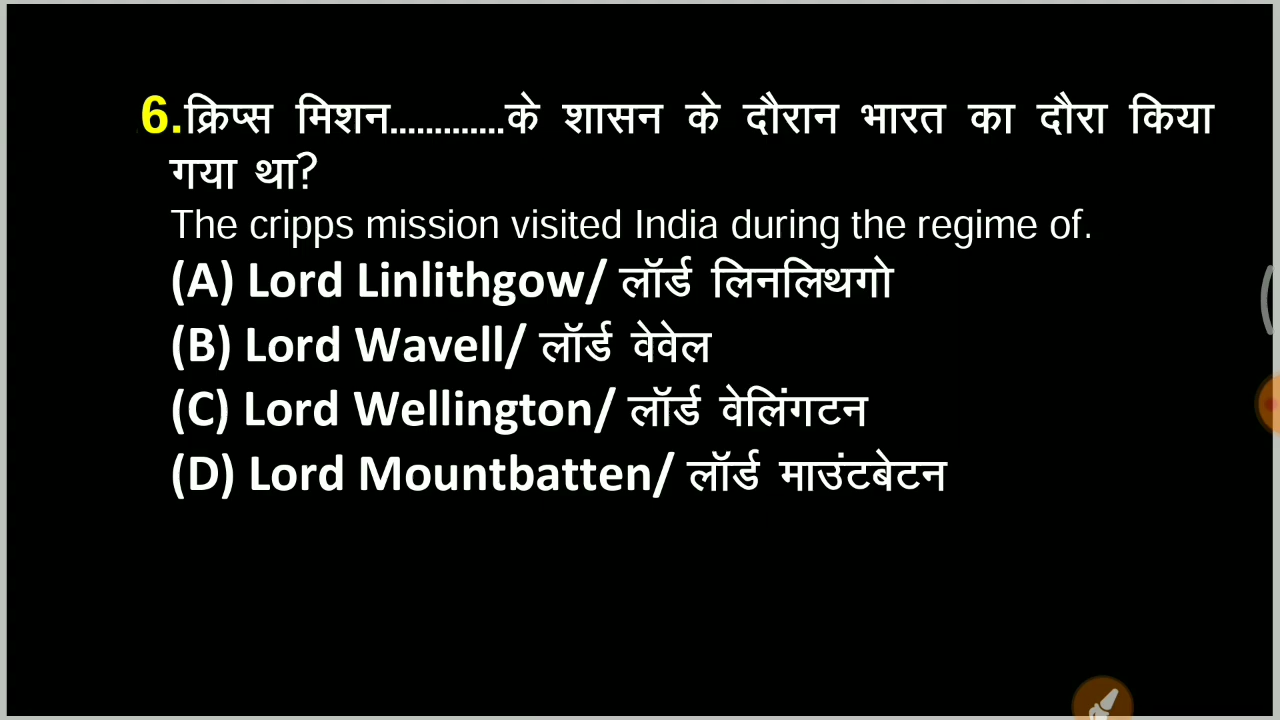 6.क्रिप्स मिशन.............के शासन के दौरान भारत का दौरा किया
गया था?
The cripps mission visited India during the regime of.
(A) Lord Linlithgow/ लॉर्ड लिनलिथगो
(B) Lord Wavell/ लॉर्ड वेवेल
(C) Lord Wellington/ लॉर्ड वेलिंगटन
(D) Lord Mountbatten/ लॉर्ड माउंटबेटन